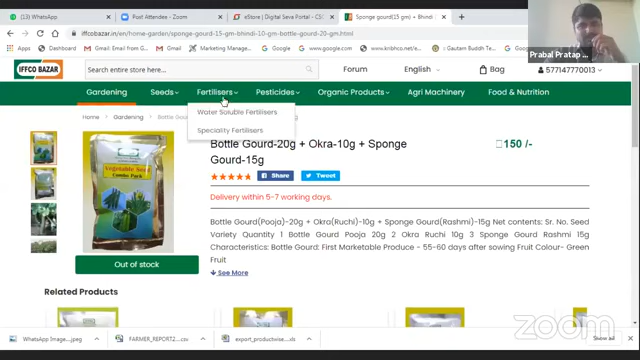 WhatsApp
Post Attendee - Zoom
eStore | Digital Seva Portal - CSC
Sponge gourd(15 gm) + Bhindi
iffcobazar.in/en/home-garden/sponge-gourd-15-gm-bhindi-10-gm-bottle-gourd-20-gm.html
Apps
Gmail
Gmail: Email from G...
Gmail
Marketing Manage...
Google
google.com
www.knbhco.net -...
Google
Gautam Buddh Tutori...
IFFCO BAZAR
Search entire store here...
Forum
English
Bag
577147770013
Prabal Pratap ...
Gardening
Seeds
Fertilisers
Pesticides
Organic Products
Agri Machinery
Food & Nutrition
Water Soluble Fertilisers
Speciality Fertilisers
Home
Gardening
Bottle Gourd-20g + Okra-10g + Sponge
Gourd-15g
150 /-
Share
Tweet
Delivery within 5-7 working days.
Vegetable Seed
Combo Pack
Bottle Gourd(Pooja)-20g + Okra(Ruchi)-10g + Sponge Gourd(Rashmi)-15g Net contents: Sr. No. Seed
Variety Quantity 1 Bottle Gourd Pooja 20g 2 Okra Ruchi 10g 3 Sponge Gourd Rashmi 15g
Characteristics: Bottle Gourd: First Marketable Produce - 55-60 days after sowing Fruit Colour- Green
Fruit
Out of stock
See More
Related Products
zoom
WhatsApp Image....jpeg
FARMER_REPORT2....csv
export_productwise....xls
Show all